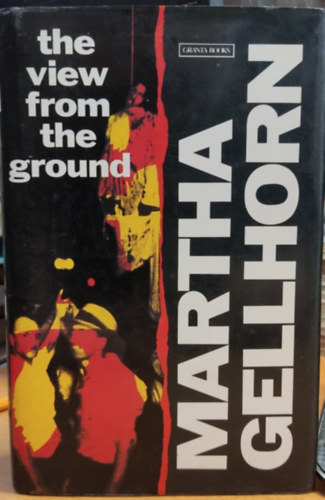 the
view
from
the
ground
GRANTA BOOKS
MARTHA
GELLHORN